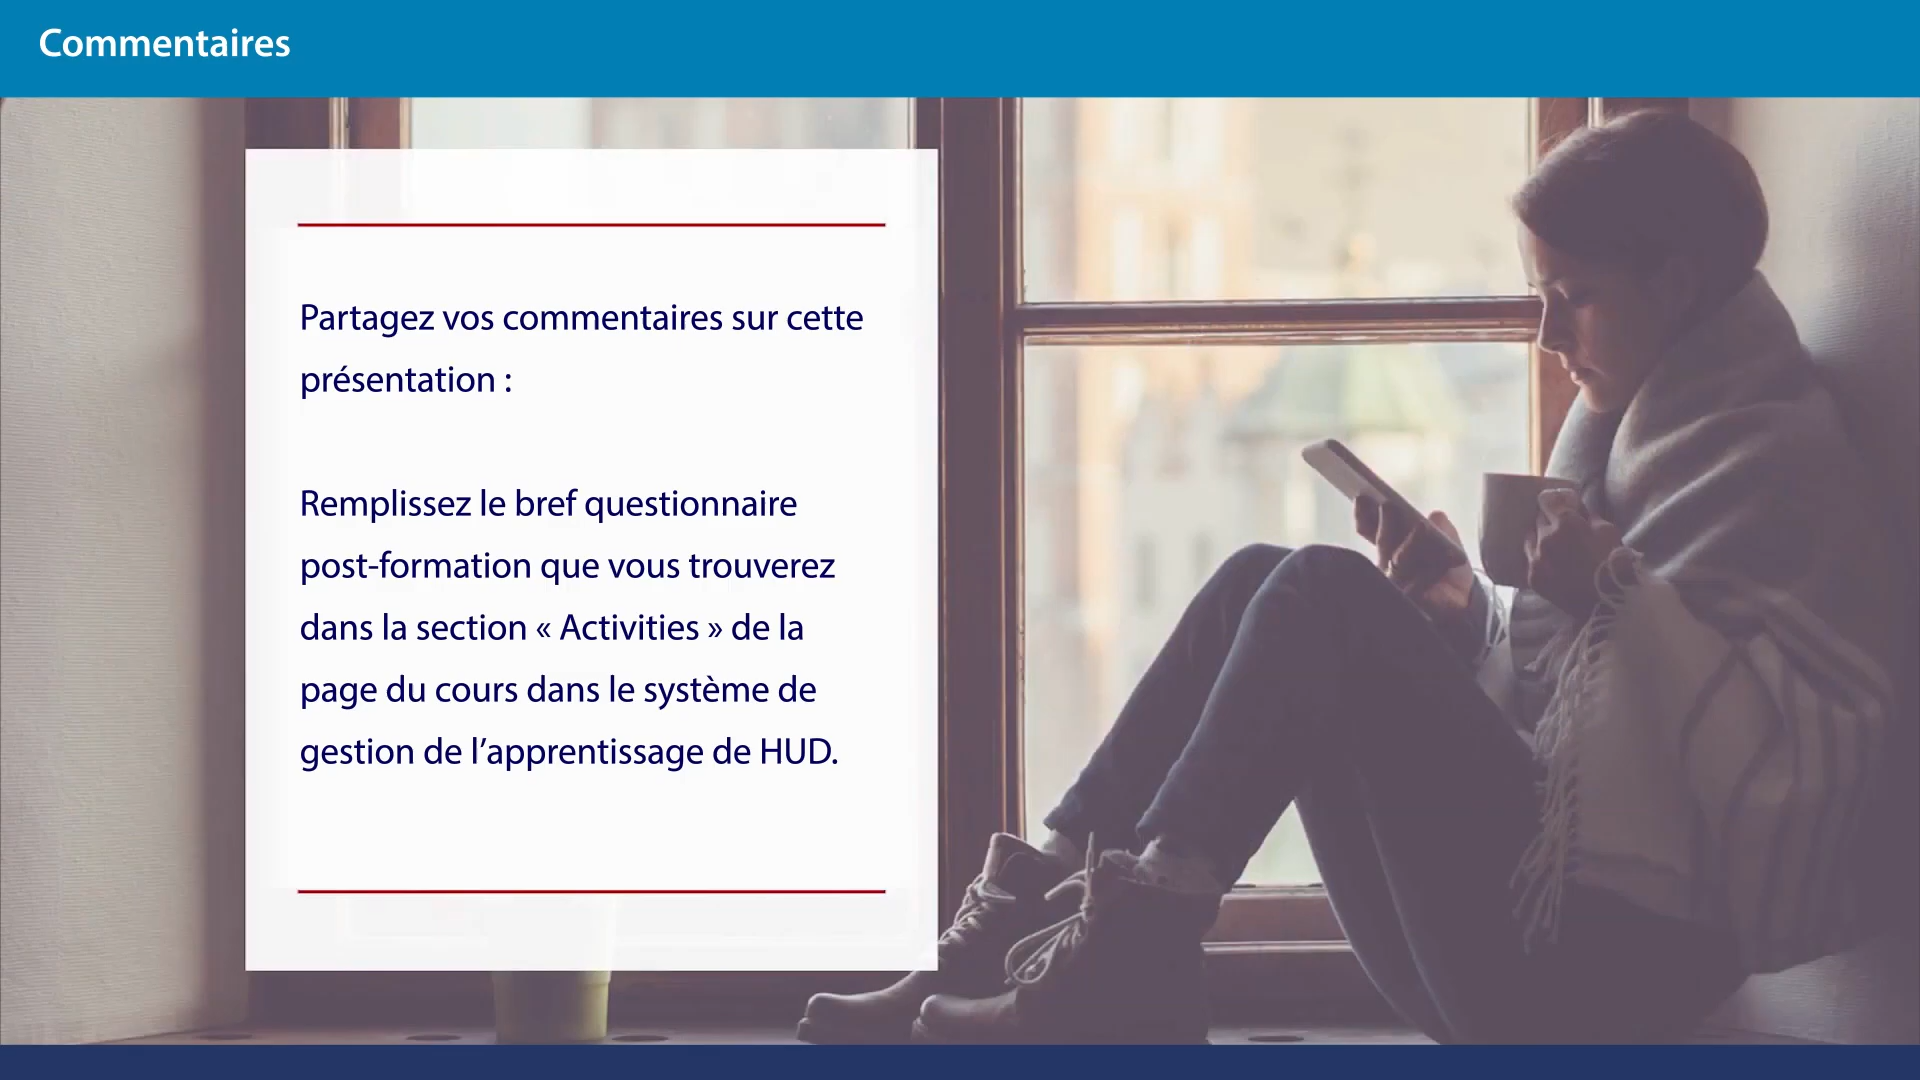 Commentaires
Partagez vos commentaires sur cette
présentation :
Remplissez le bref questionnaire
post-formation que vous trouverez
dans la section « Activities » de la
page du cours dans le système de
gestion de l’apprentissage de HUD.